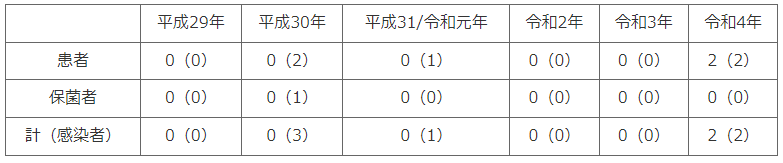 平成29年 平成30年 平成31/令和元年 令和2年 令和3年 令和4年
患者 0（0） 0（2） 0（1） 0（0） 0（0） 2（2）
保菌者 0（0） 0（1） 0（0） 0（0） 0（0） 0（0）
計（感染者） 0（0） 0（3） 0（1） 0（0） 0（0） 2（2）